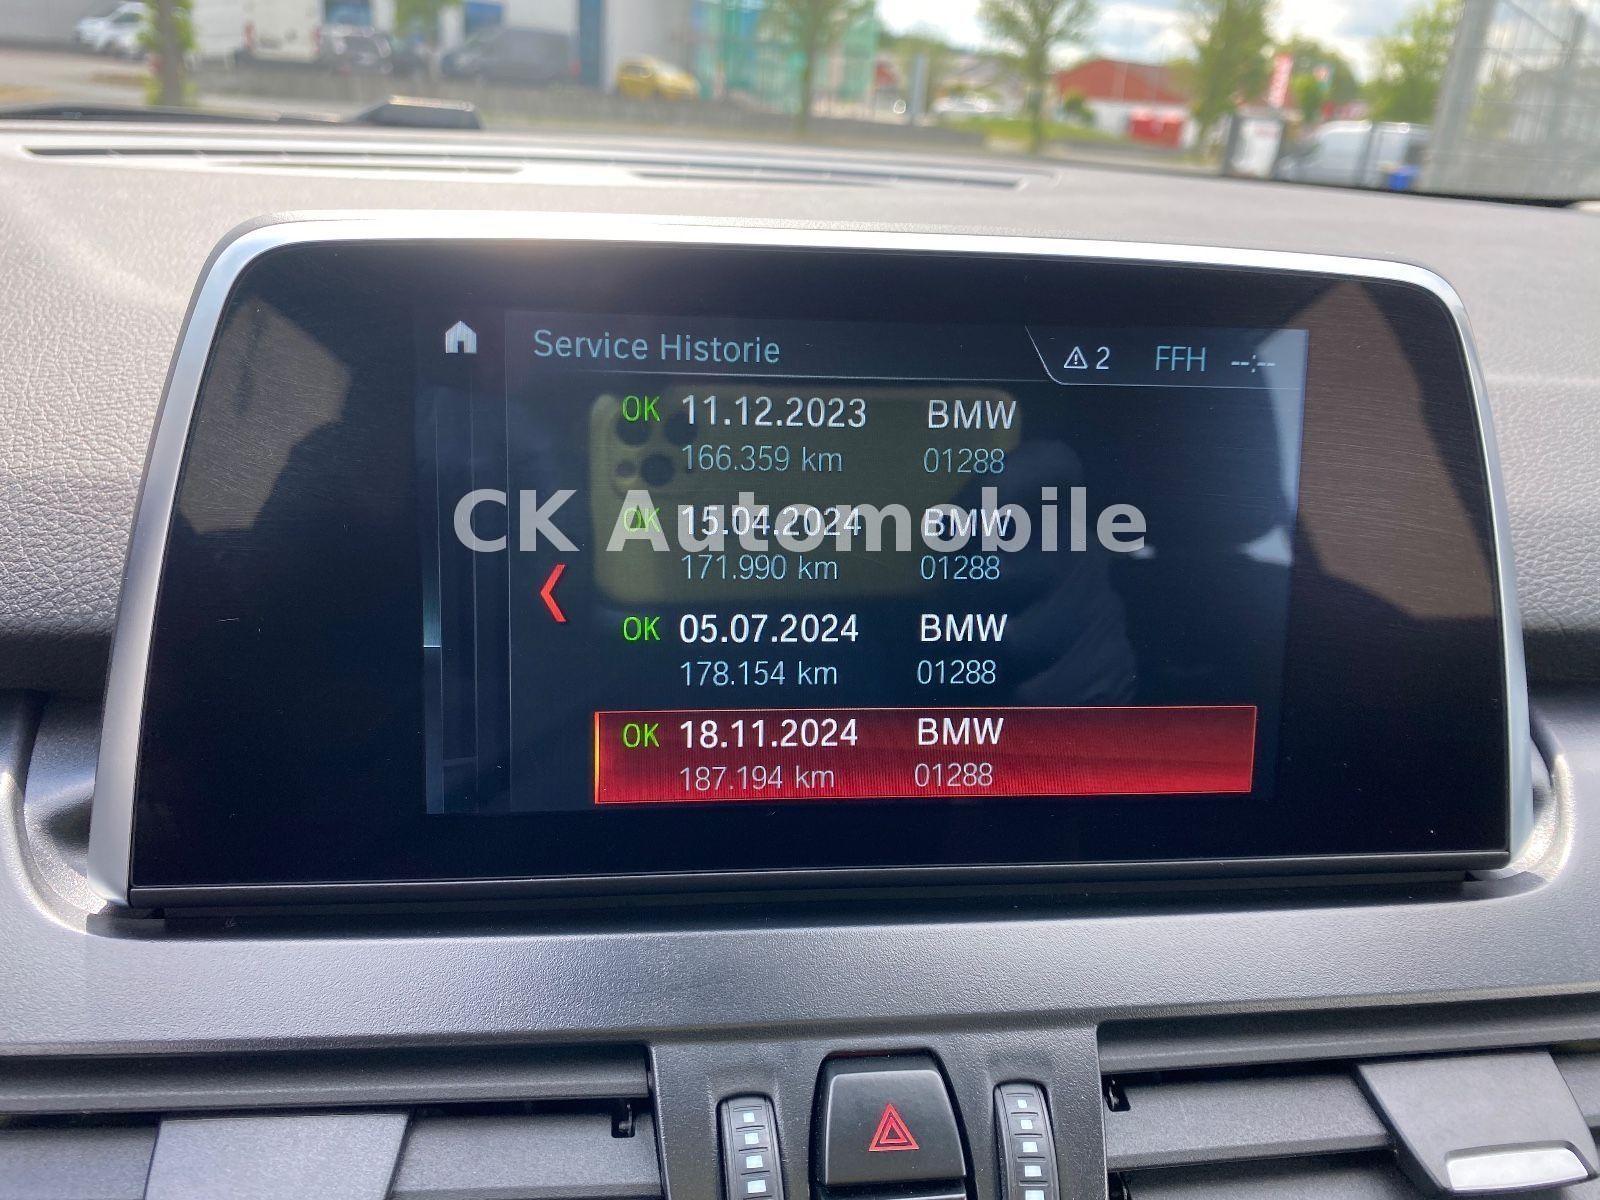 Service Historie
2 FFH --:--
OK 11.12.2023 BMW
166.359 km 01288
CK Automobile
OK 15.04.2024 BMW
171.990 km 01288
OK 05.07.2024 BMW
178.154 km 01288
OK 18.11.2024 BMW
187.194 km 01288